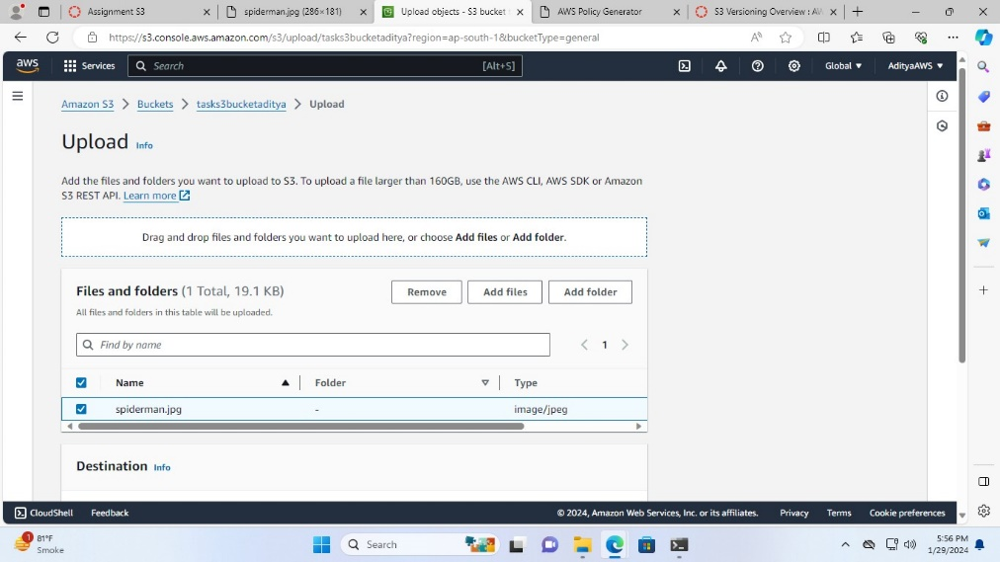 Assignment S3
spiderman.jpg (286×181)
Upload objects - S3 bucket
AWS Policy Generator
S3 Versioning Overview : AW
https://s3.console.aws.amazon.com/s3/upload/tasks3bucketaditya?region=ap-south-1&bucketType=general
aws
Services
Search
[Alt+S]
Global
AdityaAWS
Amazon S3 > Buckets > tasks3bucketaditya > Upload
Upload Info
Add the files and folders you want to upload to S3. To upload a file larger than 160GB, use the AWS CLI, AWS SDK or Amazon
S3 REST API. Learn more
Drag and drop files and folders you want to upload here, or choose Add files or Add folder.
Files and folders (1 Total, 19.1 KB)
Remove
Add files
Add folder
All files and folders in this table will be uploaded.
Find by name
1
Name
Folder
Type
spiderman.jpg
-
image/jpeg
Destination Info
CloudShell
Feedback
© 2024, Amazon Web Services, Inc. or its affiliates.
Privacy
Terms
Cookie preferences
1
81°F
Smoke
Search
5:56 PM
1/29/2024